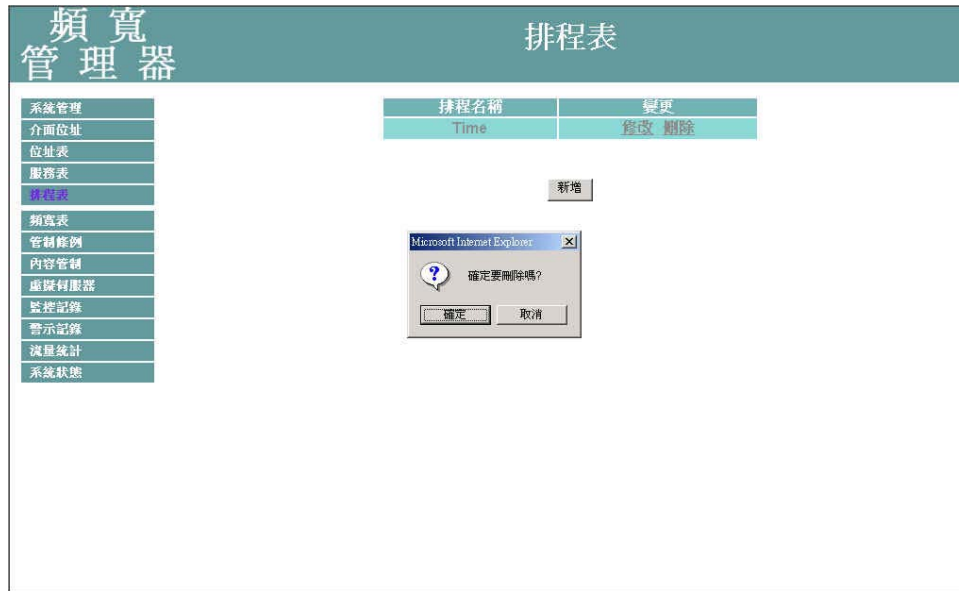 頻 寬
管 理 器
排程表
系統管理
介面位址
位址表
服務表
排程表
頻寬表
管制條例
內容管制
虛擬伺服器
監控記錄
警示記錄
流量統計
系統狀態
排程名稱 變更
Time 修改 刪除
新增
Microsoft Internet Explorer
確定要刪除嗎?
確定 取消